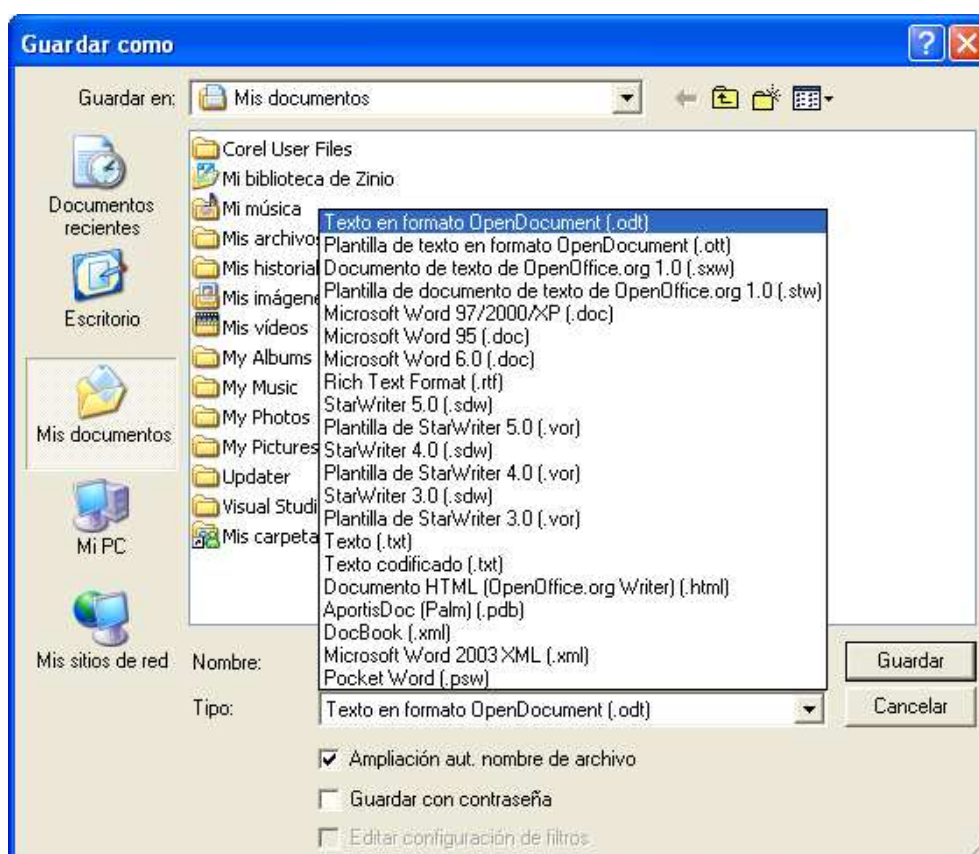 Guardar como
Guardar en:
Mis documentos
Documentos
recientes
Escritorio
Mis documentos
Mi PC
Mis sitios de red
Corel User Files
Mi biblioteca de Zinio
Mi música
Mis archivos
Mis historial
Mis imágene
Mis vídeos
My Albums
My Music
My Photos
My Pictures
Updater
Visual Studi
Mis carpeta
Texto en formato OpenDocument (.odt)
Plantilla de texto en formato OpenDocument (.ott)
Documento de texto de OpenOffice.org 1.0 (.sxw)
Plantilla de documento de texto de OpenOffice.org 1.0 (.stw)
Microsoft Word 97/2000/XP (.doc)
Microsoft Word 95 (.doc)
Microsoft Word 6.0 (.doc)
Rich Text Format (.rtf)
StarWriter 5.0 (.sdw)
Plantilla de StarWriter 5.0 (.vor)
StarWriter 4.0 (.sdw)
Plantilla de StarWriter 4.0 (.vor)
StarWriter 3.0 (.sdw)
Plantilla de StarWriter 3.0 (.vor)
Texto (.txt)
Texto codificado (.txt)
Documento HTML (OpenOffice.org Writer) (.html)
AportisDoc (Palm) (.pdb)
DocBook (.xml)
Microsoft Word 2003 XML (.xml)
Pocket Word (.psw)
Nombre:
Guardar
Tipo:
Texto en formato OpenDocument (.odt)
Cancelar
Ampliación aut. nombre de archivo
Guardar con contraseña
Editar configuración de filtros